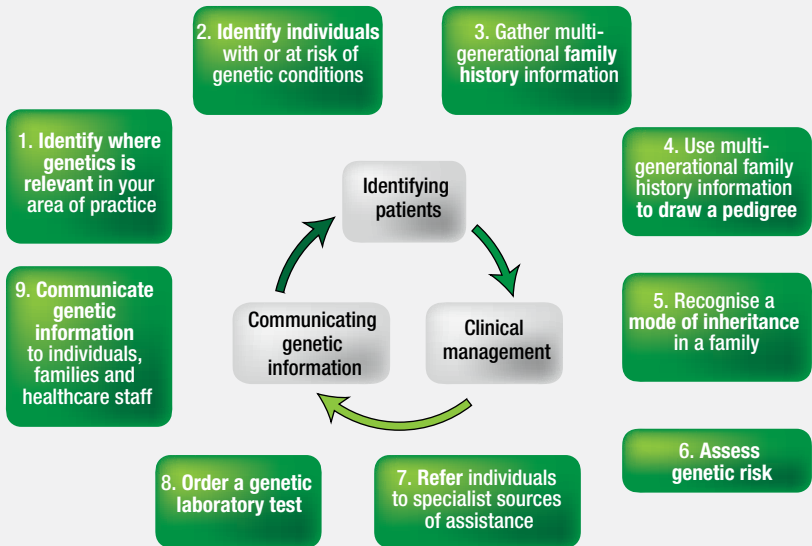 2. Identify individuals
with or at risk of
genetic conditions
3. Gather multi-
generational family
history information
1. Identify where
genetics is
relevant in your
area of practice
4. Use multi-
generational family
history information
to draw a pedigree
Identifying
patients
9. Communicate
genetic
information
to individuals,
families and
healthcare staff
Communicating
genetic
information
Clinical
management
5. Recognise a
mode of inheritance
in a family
8. Order a genetic
laboratory test
7. Refer individuals
to specialist sources
of assistance
6. Assess
genetic risk